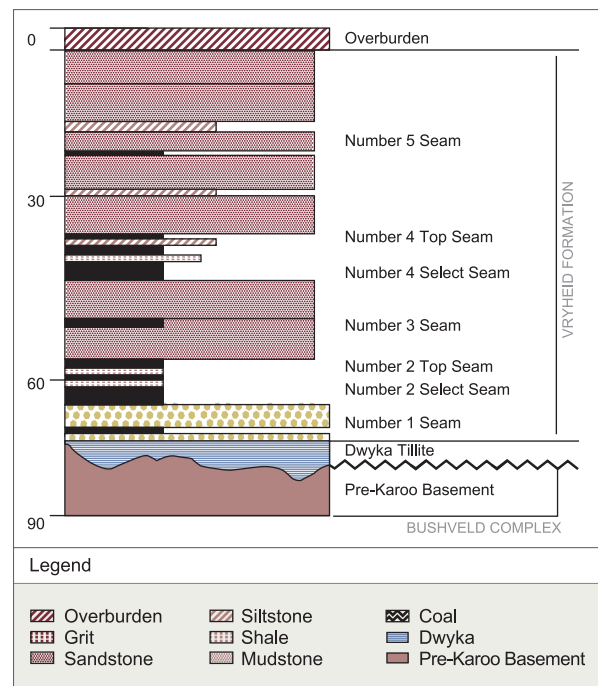 0
Overburden
Number 5 Seam
30
Number 4 Top Seam
Number 4 Select Seam
Number 3 Seam
Number 2 Top Seam
60
Number 2 Select Seam
Number 1 Seam
VRYHEID FORMATION
Dwyka Tillite
Pre-Karoo Basement
90
BUSHVELD COMPLEX
Legend
Overburden Siltstone Coal
Grit Shale Dwyka
Sandstone Mudstone Pre-Karoo Basement